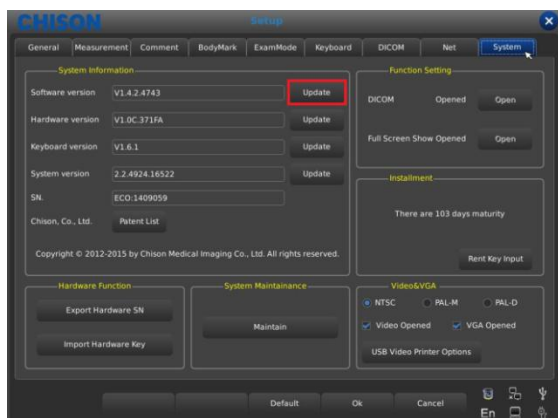 CHISON
Setup
General Measurement Comment BodyMark ExamMode Keyboard DICOM Net System
System Information
Software version V1.4.2.4743 Update
Hardware version V1.0C.371FA Update
Keyboard version V1.6.1 Update
System version 2.2.4924.16522 Update
SN. ECO:1409059
Chison, Co., Ltd. Patent List
Copyright © 2012-2015 by Chison Medical Imaging Co., Ltd. All rights reserved.
Function Setting
DICOM Opened Open
Full Screen Show Opened Open
Installment
There are 103 days maturity
Rent Key Input
Hardware Function
Export Hardware SN
Import Hardware Key
System Maintainance
Maintain
Video&VGA
NTSC PAL-M PAL-D
Video Opened VGA Opened
USB Video Printer Options
Default Ok Cancel
En